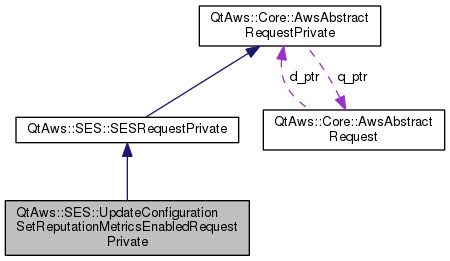 QtAws::Core::AwsAbstract
RequestPrivate
d_ptr
q_ptr
QtAws::SES::SESRequestPrivate
QtAws::Core::AwsAbstract
Request
QtAws::SES::UpdateConfiguration
SetReputationMetricsEnabledRequest
Private